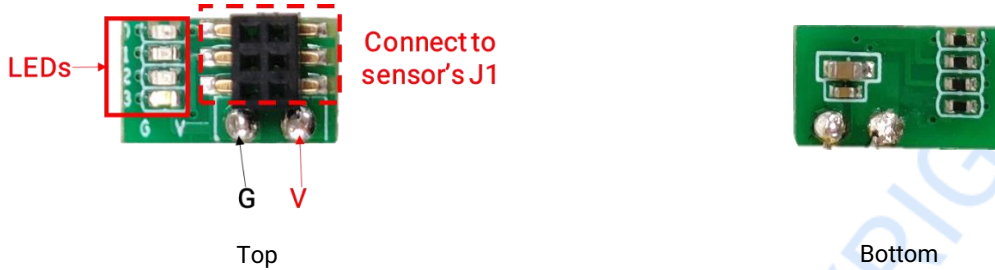 LEDs
Connect to
sensor's J1
0
1
2
3
G V
G V
Top
Bottom